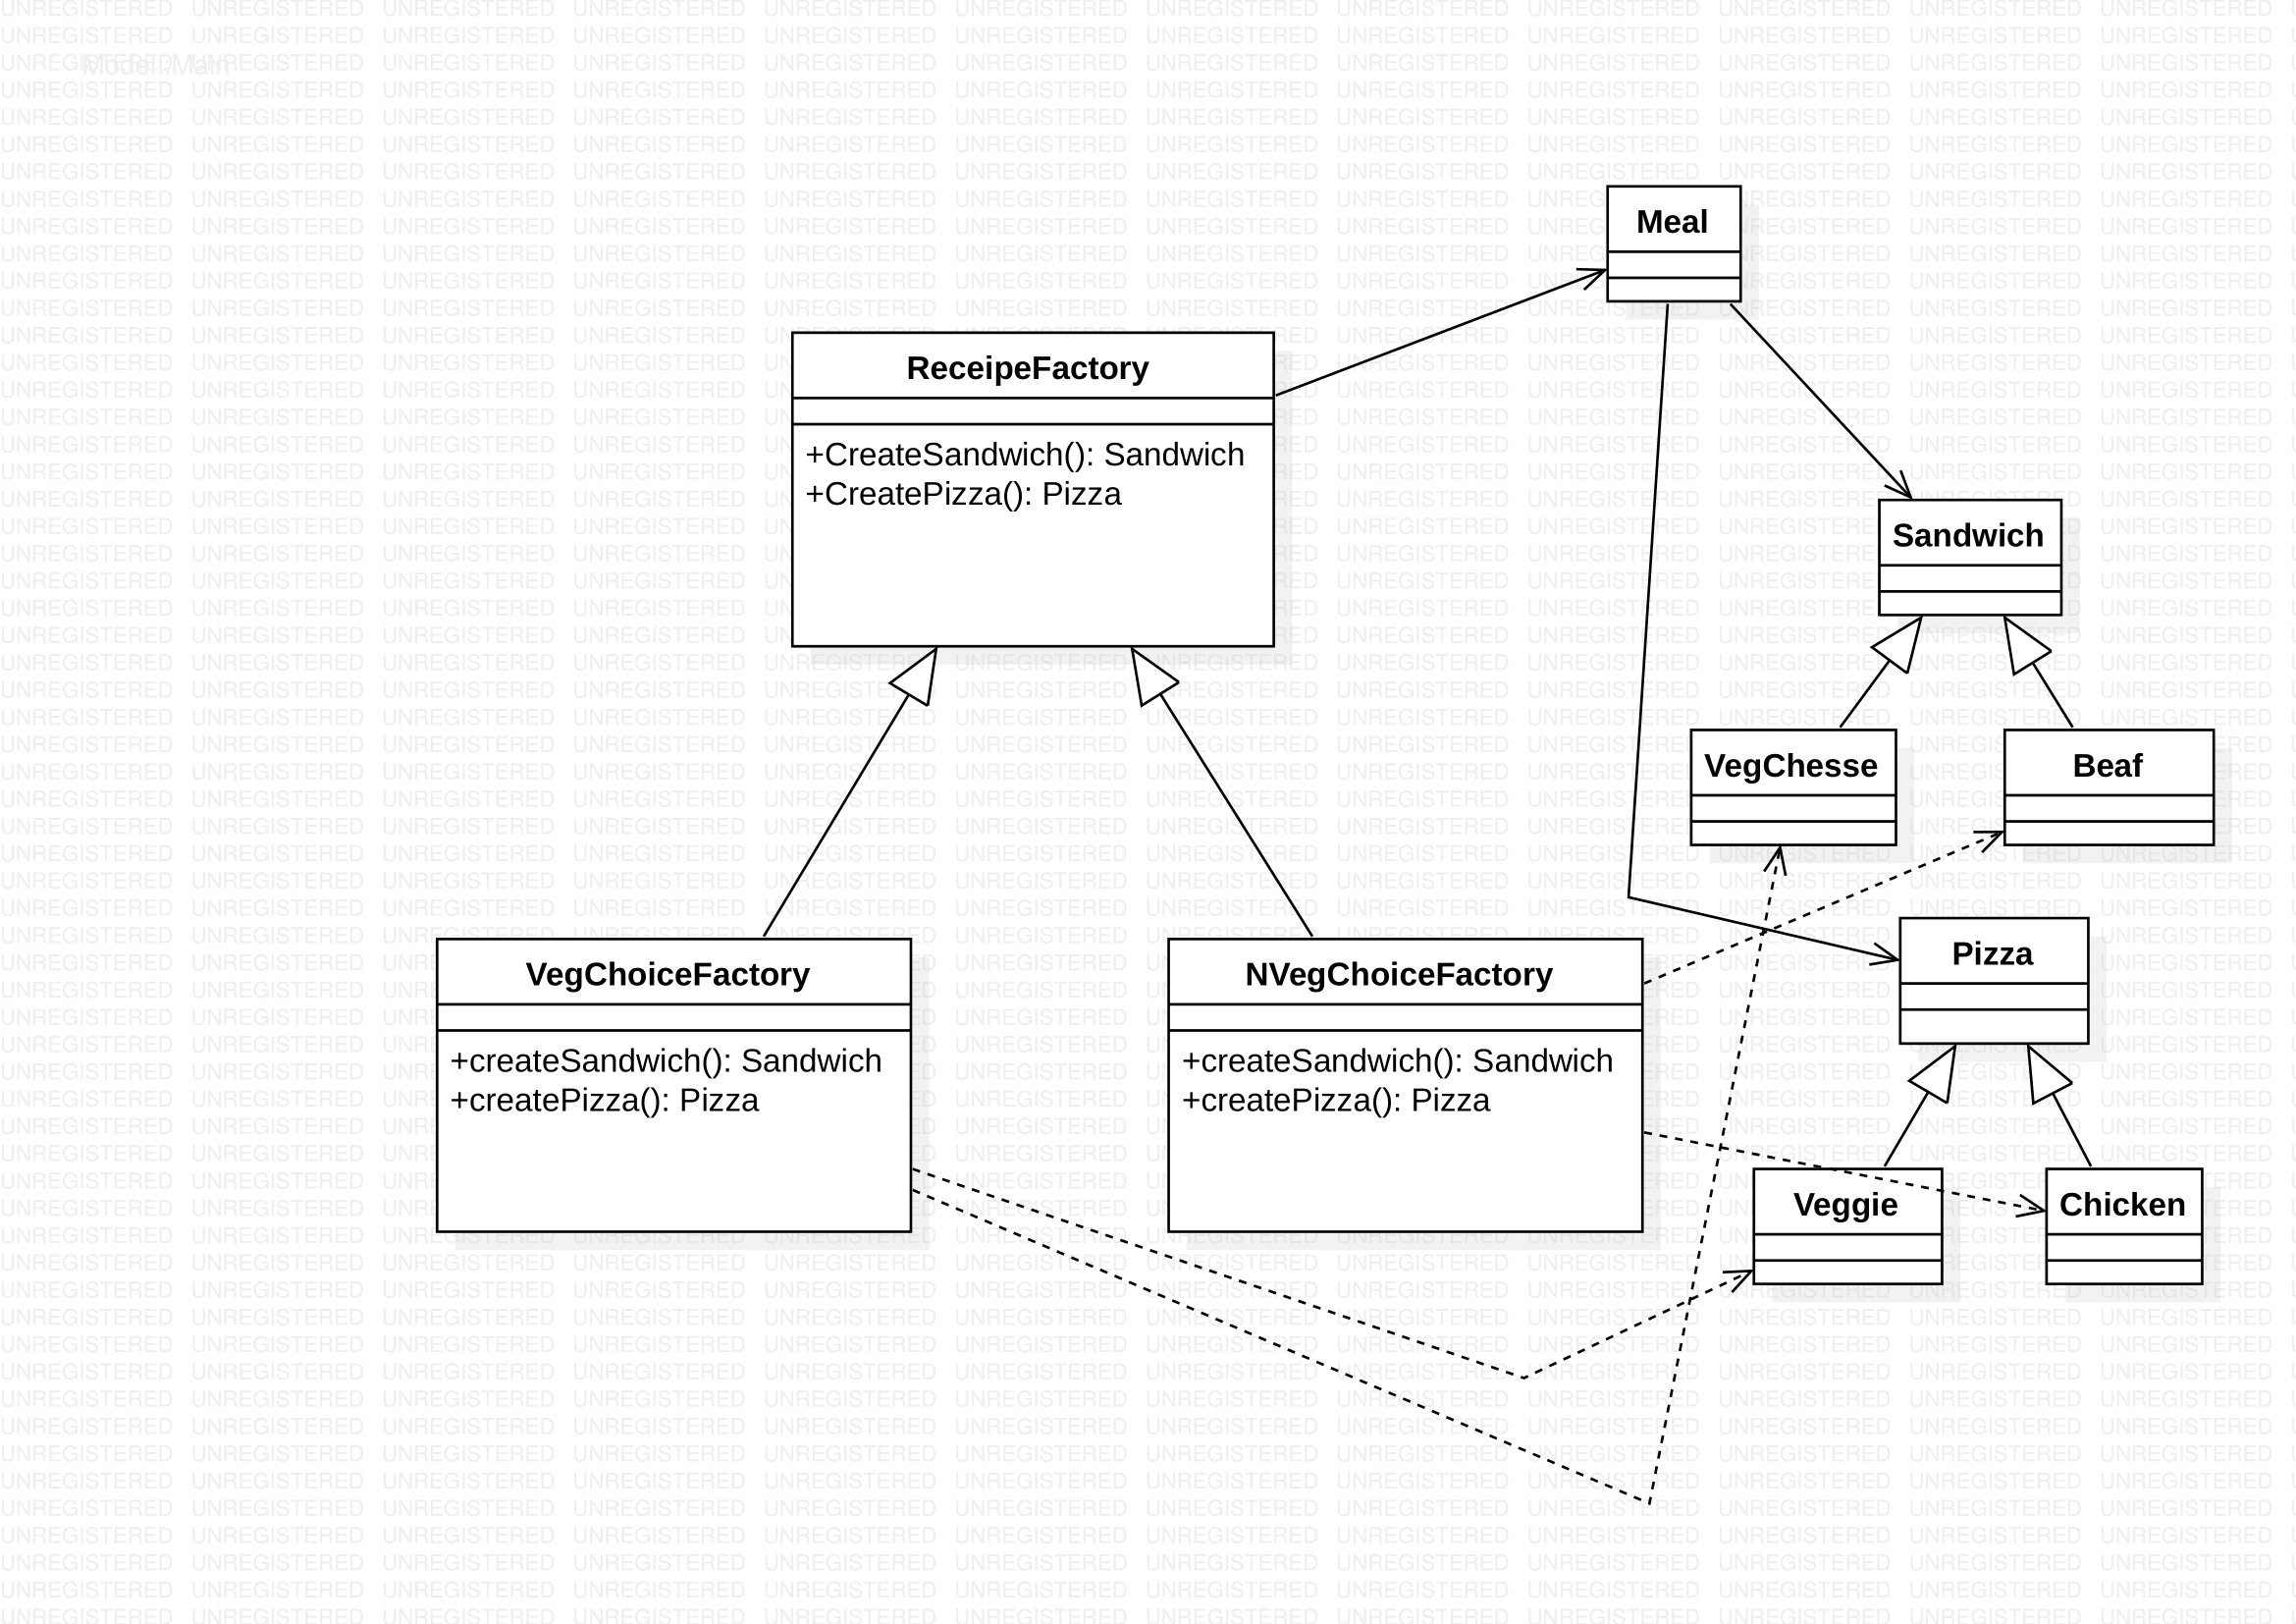 Model::Main
Meal
ReceipeFactory
+CreateSandwich(): Sandwich
+CreatePizza(): Pizza
Sandwich
VegChesse
Beaf
VegChoiceFactory
+createSandwich(): Sandwich
+createPizza(): Pizza
NVegChoiceFactory
+createSandwich(): Sandwich
+createPizza(): Pizza
Pizza
Veggie
Chicken
UNREGISTERED